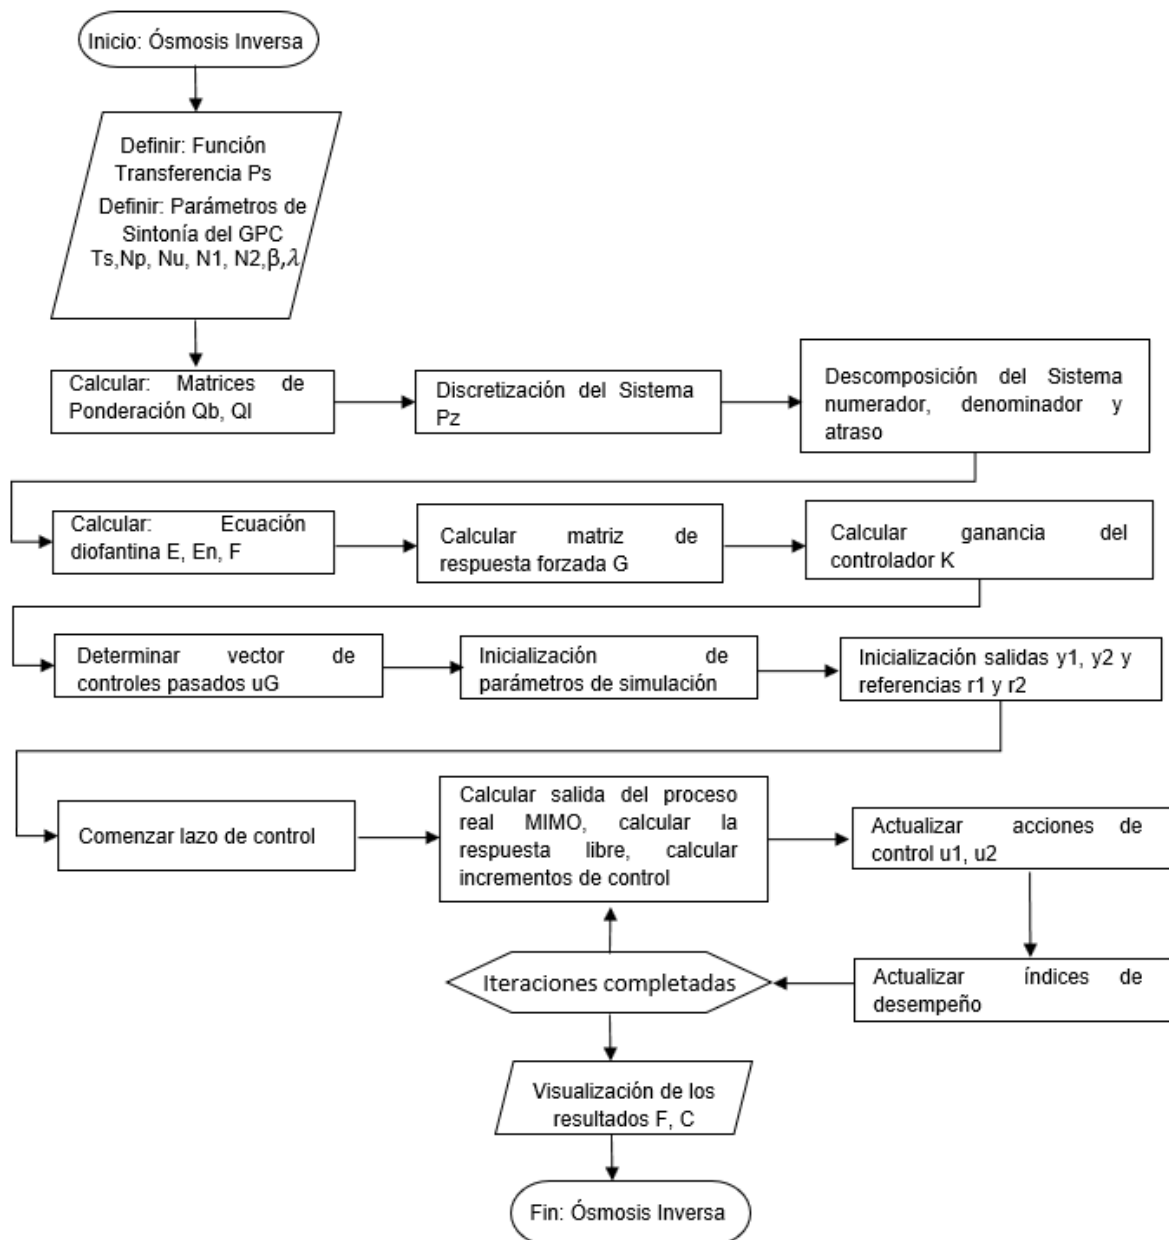 Inicio: Ósmosis Inversa
Definir: Función
Transferencia Ps
Definir: Parámetros de
Sintonía del GPC
Ts,Np, Nu, N1, N2,β,λ
Calcular: Matrices de
Ponderación Qb, Ql
Discretización del Sistema
Pz
Descomposición del Sistema
numerador, denominador y
atraso
Calcular: Ecuación
diofantina E, En, F
Calcular matriz de
respuesta forzada G
Calcular ganancia del
controlador K
Determinar vector de
controles pasados uG
Inicialización de
parámetros de simulación
Inicialización salidas y1, y2 y
referencias r1 y r2
Comenzar lazo de control
Calcular salida del proceso
real MIMO, calcular la
respuesta libre, calcular
incrementos de control
Actualizar acciones de
control u1, u2
Actualizar índices de
desempeño
Iteraciones completadas
Visualización de los
resultados F, C
Fin: Ósmosis Inversa